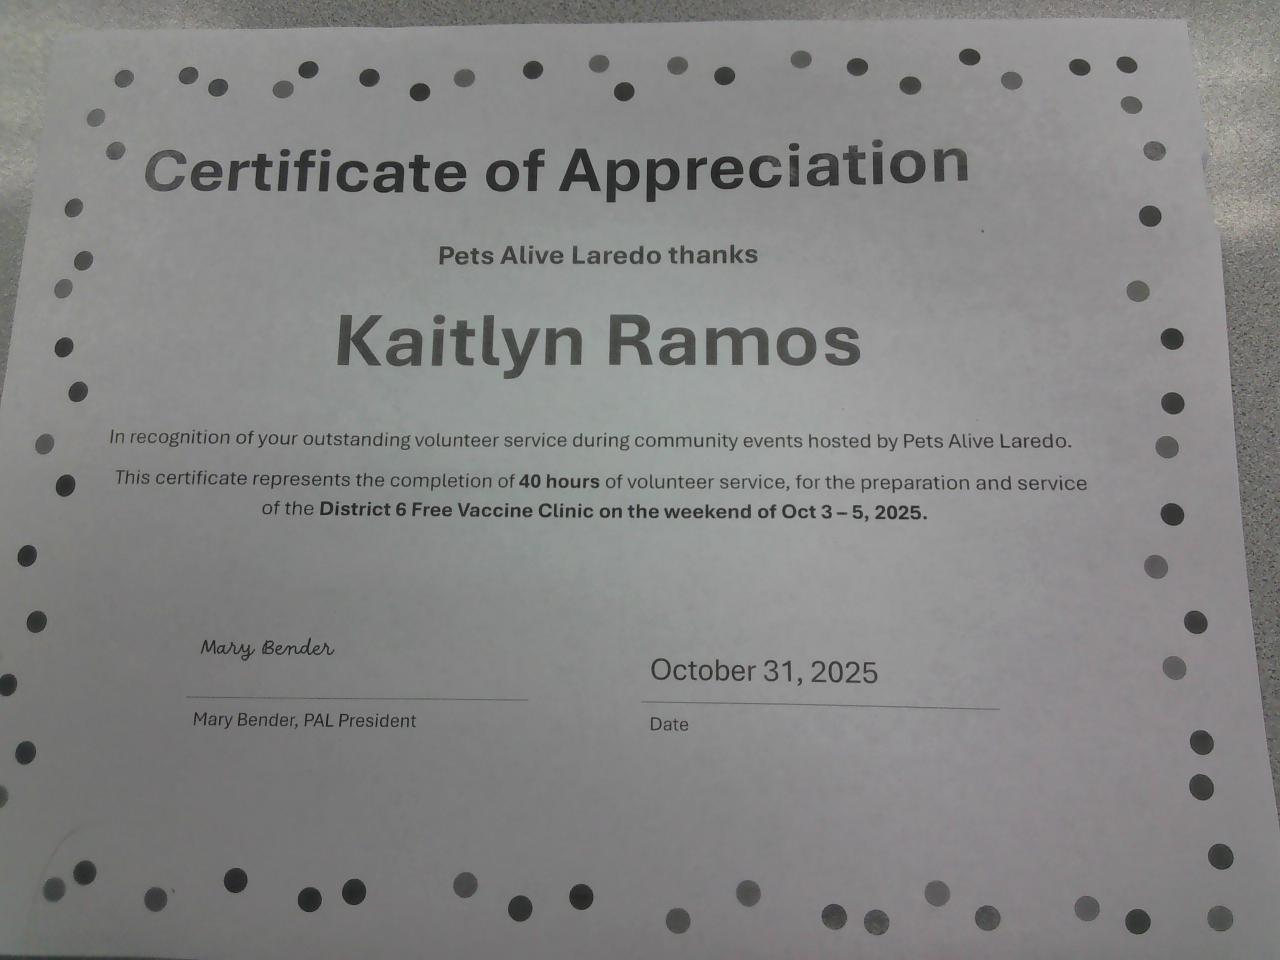 Certificate of Appreciation
Pets Alive Laredo thanks
Kaitlyn Ramos
In recognition of your outstanding volunteer service during community events hosted by Pets Alive Laredo.
This certificate represents the completion of 40 hours of volunteer service, for the preparation and service
of the District 6 Free Vaccine Clinic on the weekend of Oct 3 – 5, 2025.
Mary Bender
Mary Bender, PAL President
October 31, 2025
Date